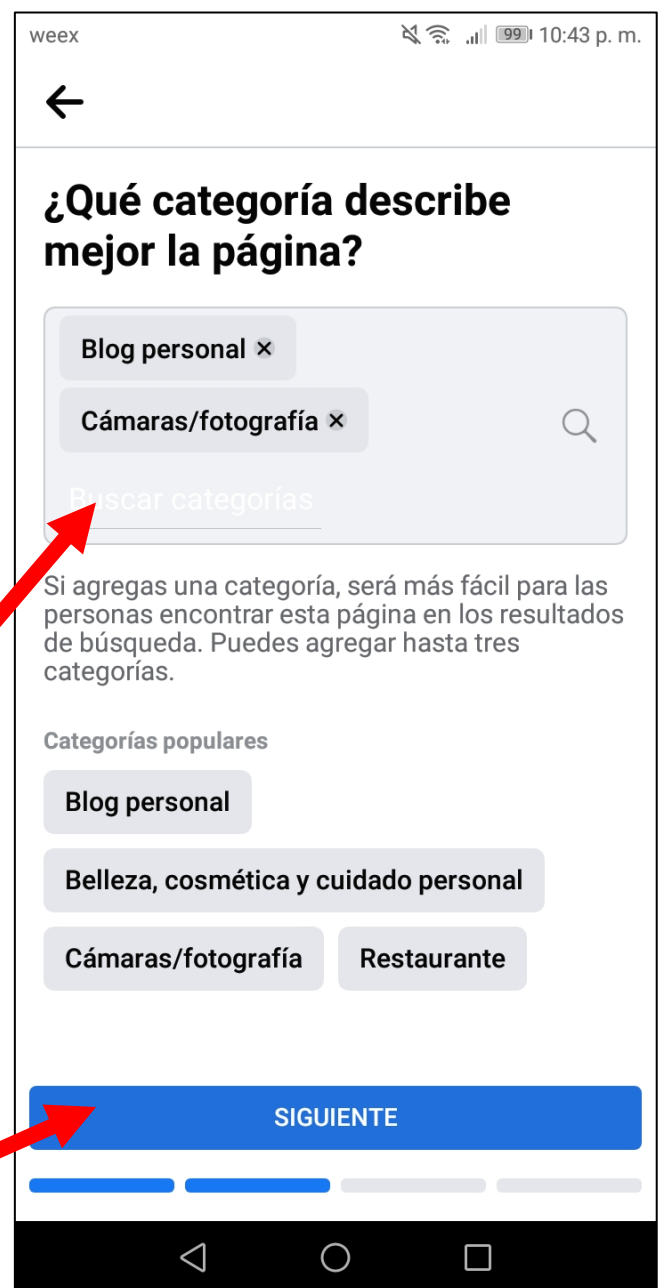 weex 99 10:43 p. m.
¿Qué categoría describe
mejor la página?
Blog personal
Cámaras/fotografía
Buscar categorías
Si agregas una categoría, será más fácil para las
personas encontrar esta página en los resultados
de búsqueda. Puedes agregar hasta tres
categorías.
Categorías populares
Blog personal
Belleza, cosmética y cuidado personal
Cámaras/fotografía Restaurante
SIGUIENTE